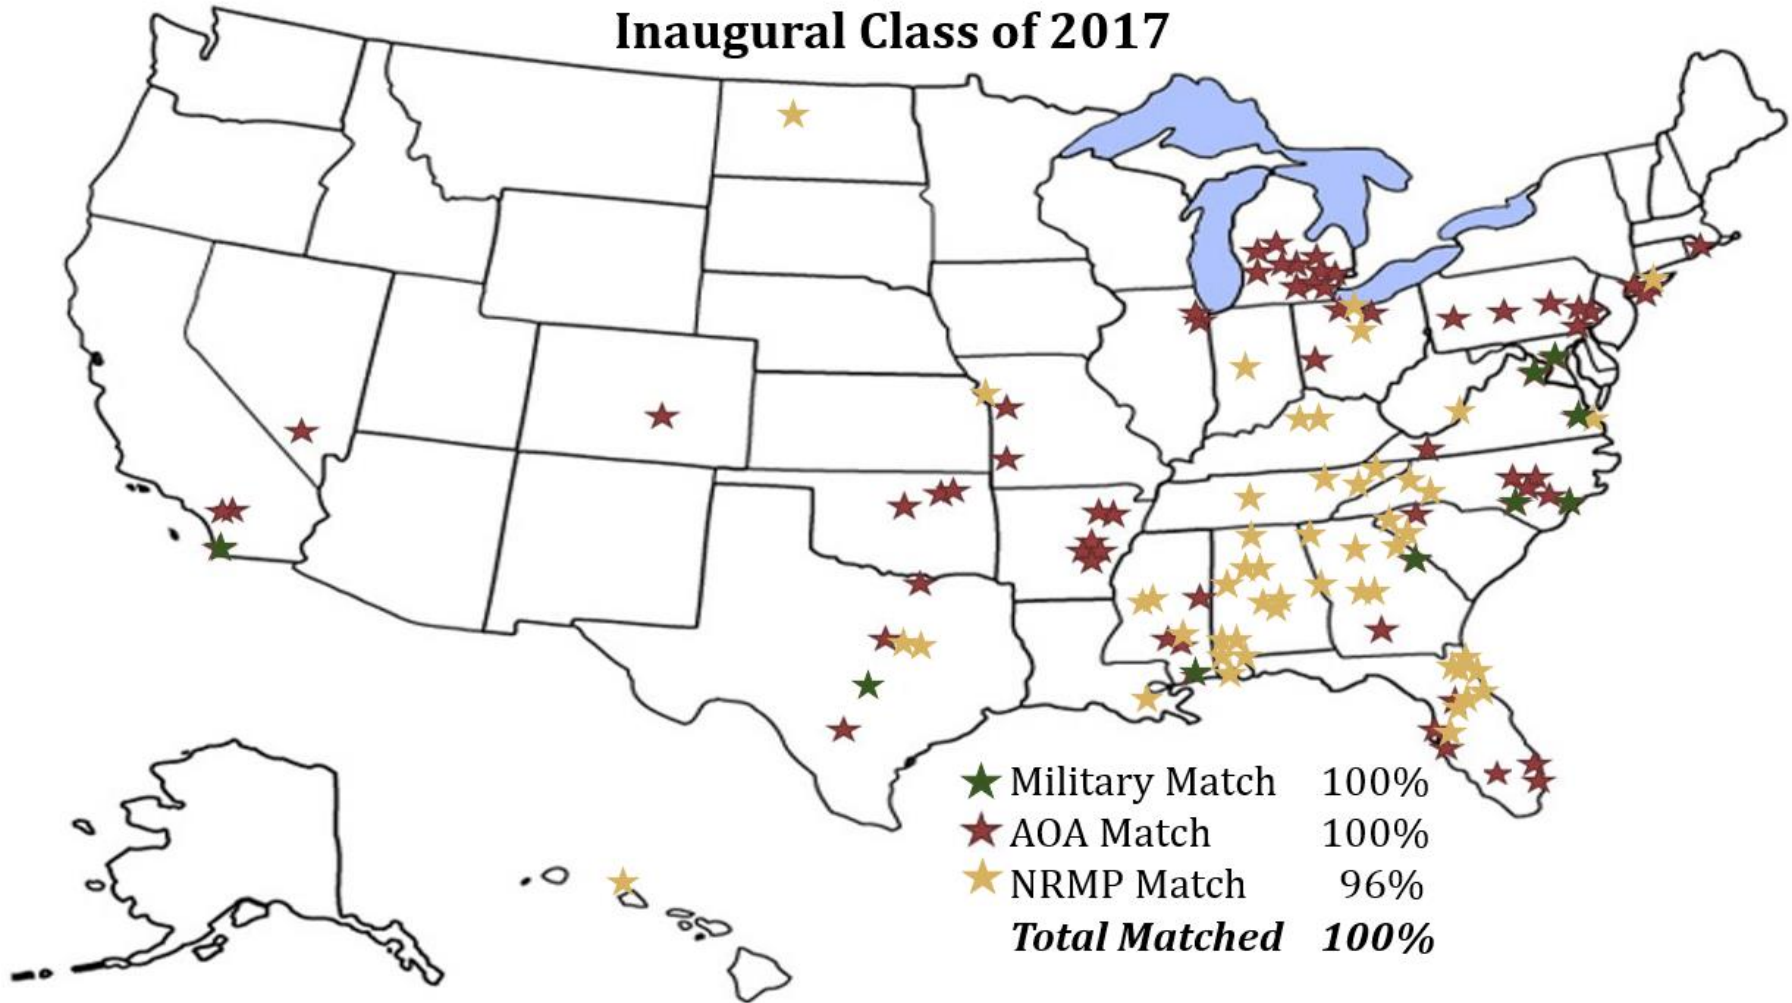 Inaugural Class of 2017
Military Match 100%
AOA Match 100%
NRMP Match 96%
Total Matched 100%